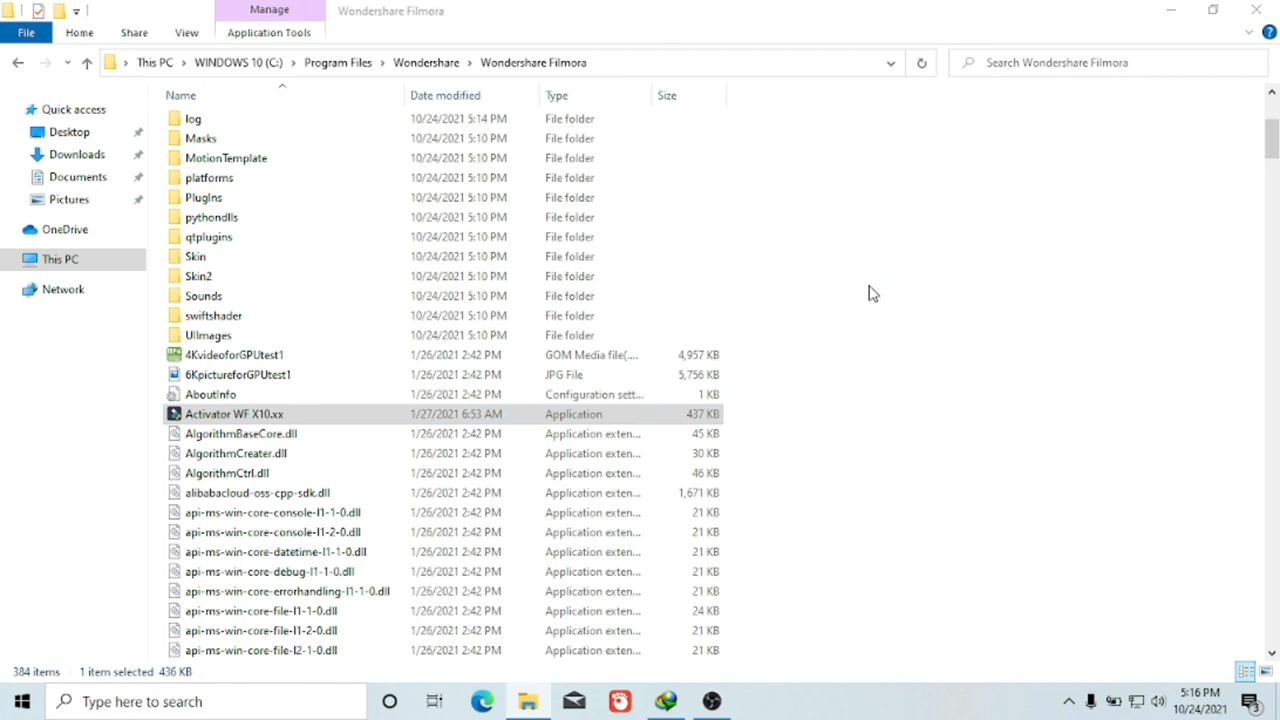 Manage
Wondershare Filmora
File
Home
Share
View
Application Tools
This PC
WINDOWS 10 (C:)
Program Files
Wondershare
Wondershare Filmora
Search Wondershare Filmora
Name
Date modified
Type
Size
Quick access
Desktop
Downloads
Documents
Pictures
OneDrive
This PC
Network
log 10/24/2021 5:14 PM File folder
Masks 10/24/2021 5:10 PM File folder
MotionTemplate 10/24/2021 5:10 PM File folder
platforms 10/24/2021 5:10 PM File folder
PlugIns 10/24/2021 5:10 PM File folder
pythondlls 10/24/2021 5:10 PM File folder
qtplugins 10/24/2021 5:10 PM File folder
Skin 10/24/2021 5:10 PM File folder
Skin2 10/24/2021 5:10 PM File folder
Sounds 10/24/2021 5:10 PM File folder
swiftshader 10/24/2021 5:10 PM File folder
UIImages 10/24/2021 5:10 PM File folder
4KvideoforGPUtest1 1/26/2021 2:42 PM GOM Media file(.... 4,957 KB
6KpictureforGPUtest1 1/26/2021 2:42 PM JPG File 5,756 KB
AboutInfo 1/26/2021 2:42 PM Configuration sett... 1 KB
Activator WF X10.xx 1/27/2021 6:53 AM Application 437 KB
AlgorithmBaseCore.dll 1/26/2021 2:42 PM Application exten... 45 KB
AlgorithmCreater.dll 1/26/2021 2:42 PM Application exten... 30 KB
AlgorithmCtrl.dll 1/26/2021 2:42 PM Application exten... 46 KB
alibabacloud-oss-cpp-sdk.dll 1/26/2021 2:42 PM Application exten... 1,671 KB
api-ms-win-core-console-l1-1-0.dll 1/26/2021 2:42 PM Application exten... 21 KB
api-ms-win-core-console-l1-2-0.dll 1/26/2021 2:42 PM Application exten... 21 KB
api-ms-win-core-datetime-l1-1-0.dll 1/26/2021 2:42 PM Application exten... 21 KB
api-ms-win-core-debug-l1-1-0.dll 1/26/2021 2:42 PM Application exten... 21 KB
api-ms-win-core-errorhandling-l1-1-0.dll 1/26/2021 2:42 PM Application exten... 21 KB
api-ms-win-core-file-l1-1-0.dll 1/26/2021 2:42 PM Application exten... 24 KB
api-ms-win-core-file-l1-2-0.dll 1/26/2021 2:42 PM Application exten... 21 KB
api-ms-win-core-file-l2-1-0.dll 1/26/2021 2:42 PM Application exten... 21 KB
384 items 1 item selected 436 KB
Type here to search
5:16 PM
10/24/2021
3